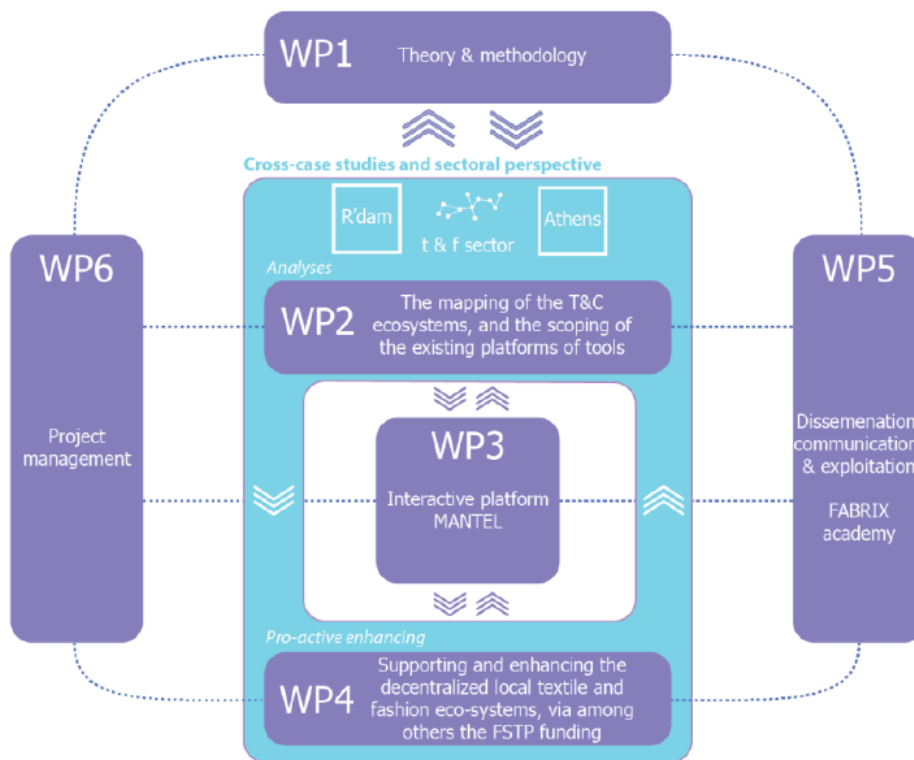 WP1 Theory & methodology
Cross-case studies and sectoral perspective
R'dam
t & f sector
Athens
Analyses
WP2
The mapping of the T&C
ecosystems, and the scoping of
the existing platforms of tools
WP6
Project
management
WP3
Interactive platform
MANTEL
WP5
Dissemenation
communication
& exploitation
FABRIX
academy
Pro-active enhancing
WP4
Supporting and enhancing the
decentralized local textile and
fashion eco-systems, via among
others the FSTP funding